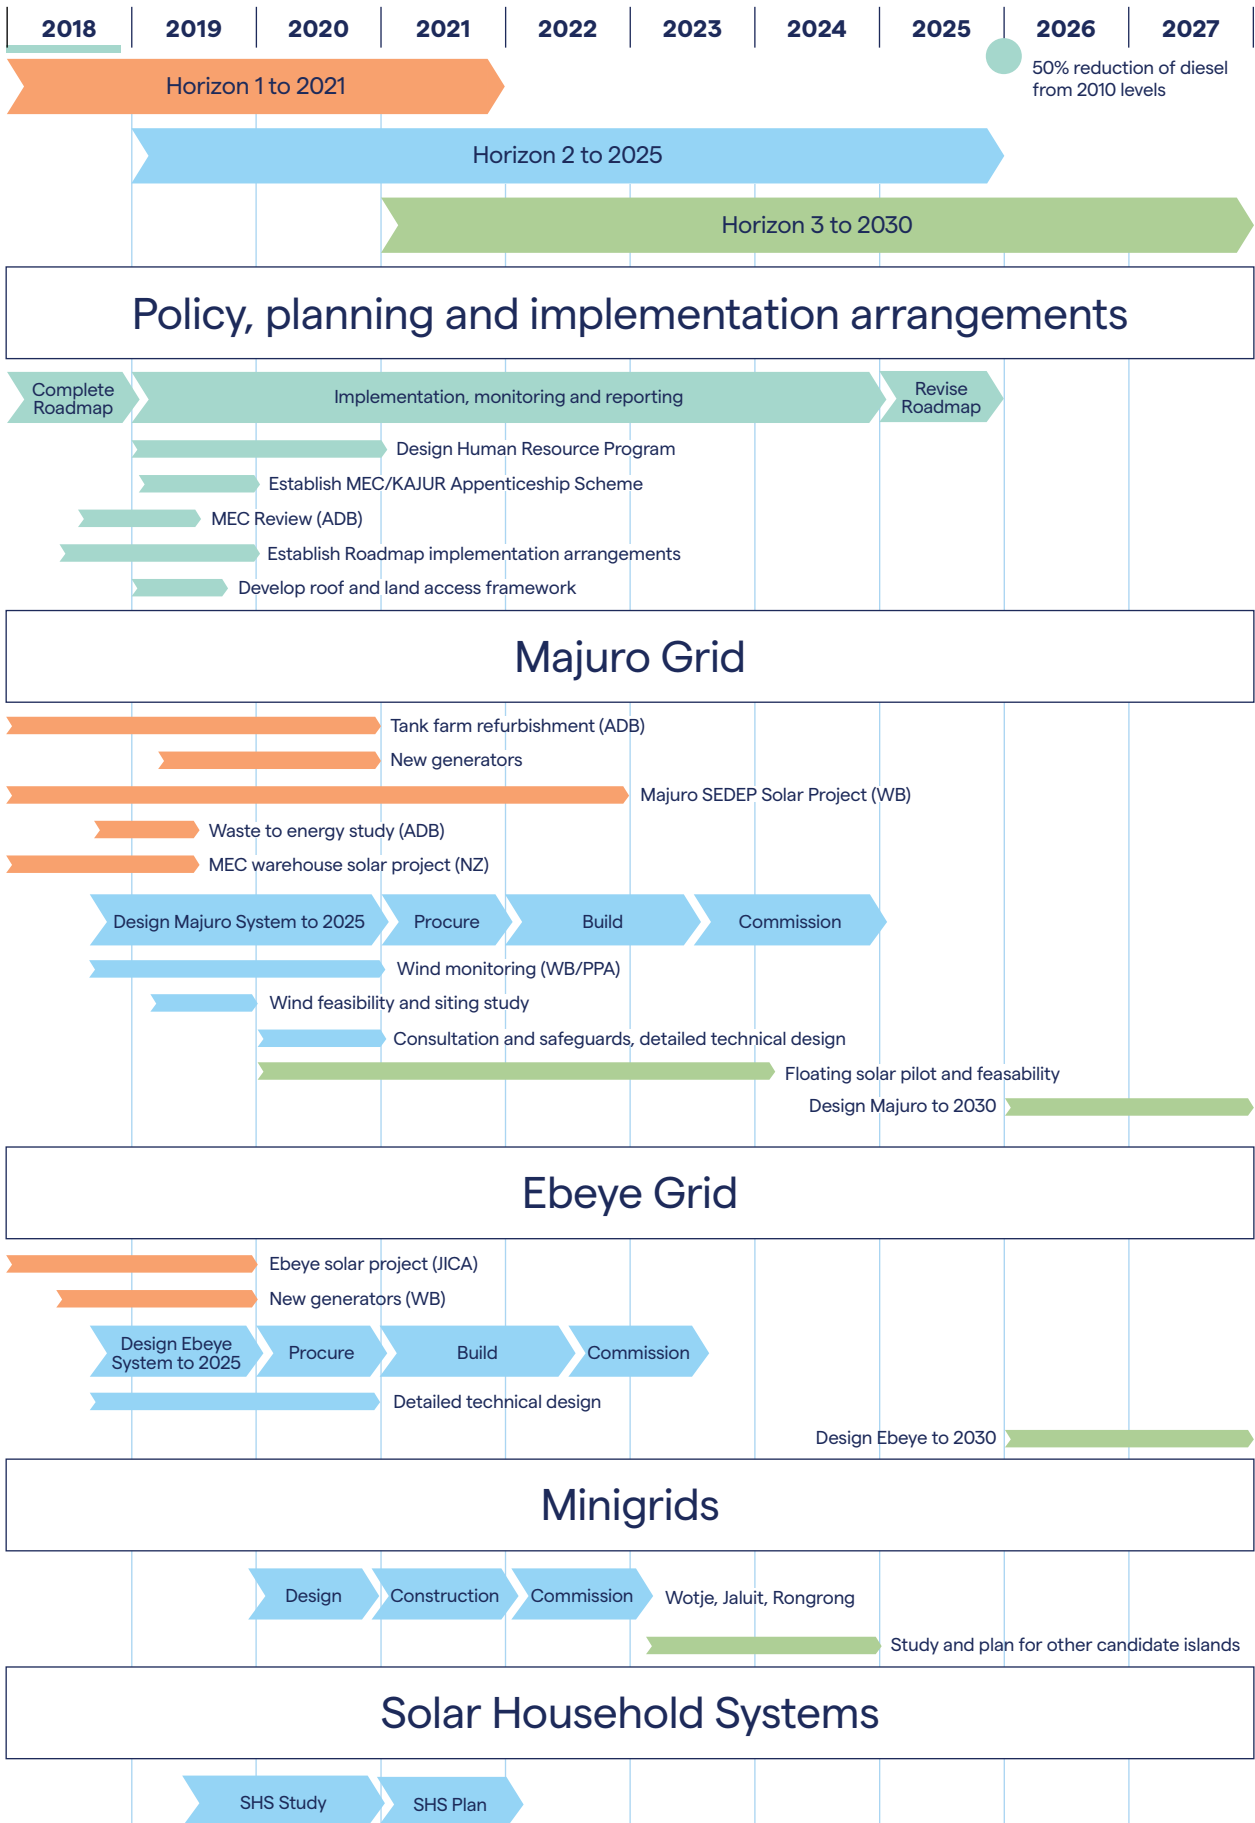 2018 2019 2020 2021 2022 2023 2024 2025 2026 2027
50% reduction of diesel
from 2010 levels
Horizon 1 to 2021
Horizon 2 to 2025
Horizon 3 to 2030
Policy, planning and implementation arrangements
Complete
Roadmap
Implementation, monitoring and reporting
Revise
Roadmap
Design Human Resource Program
Establish MEC/KAJUR Appenticeship Scheme
MEC Review (ADB)
Establish Roadmap implementation arrangements
Develop roof and land access framework
Majuro Grid
Tank farm refurbishment (ADB)
New generators
Majuro SEDEP Solar Project (WB)
Waste to energy study (ADB)
MEC warehouse solar project (NZ)
Design Majuro System to 2025 Procure Build Commission
Wind monitoring (WB/PPA)
Wind feasibility and siting study
Consultation and safeguards, detailed technical design
Floating solar pilot and feasability
Design Majuro to 2030
Ebeye Grid
Ebeye solar project (JICA)
New generators (WB)
Design Ebeye
System to 2025
Procure Build Commission
Detailed technical design
Design Ebeye to 2030
Minigrids
Design Construction Commission Wotje, Jaluit, Rongrong
Study and plan for other candidate islands
Solar Household Systems
SHS Study SHS Plan